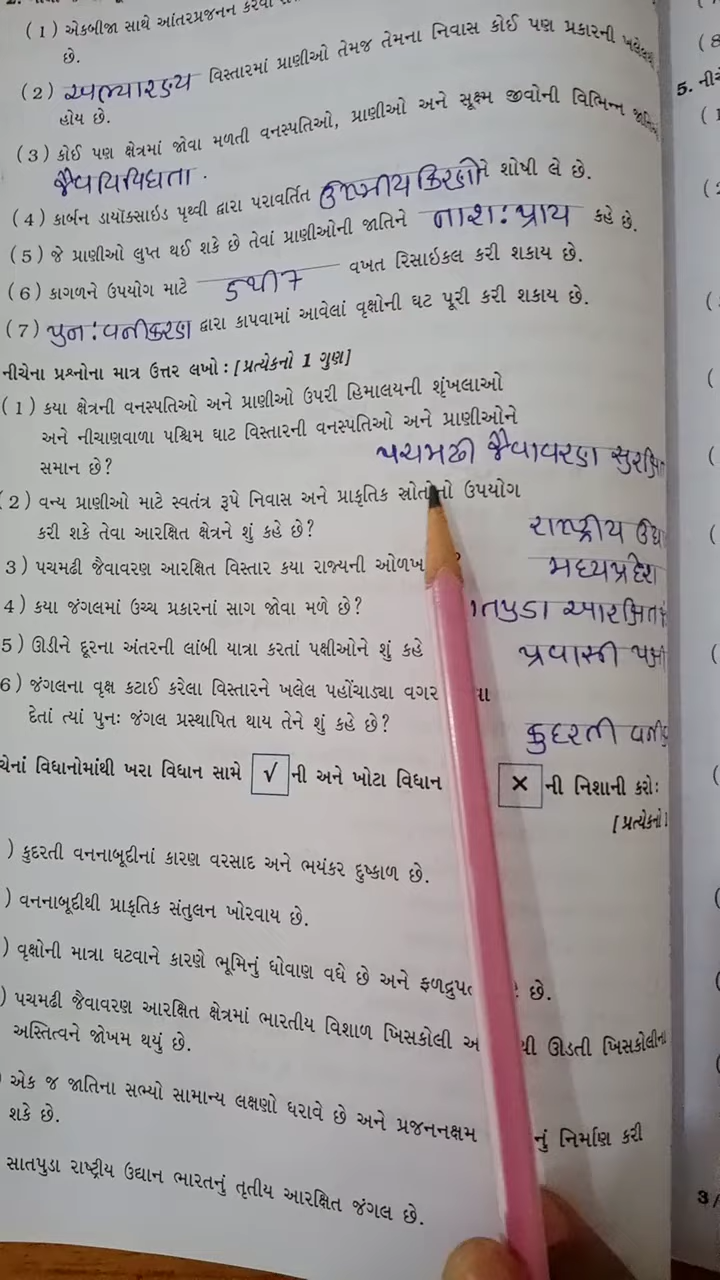 (1) એકબીજા સાથે આંતરપ્રજનન કરવા
છે.
(2) અભ્યારણ્ય વિસ્તારમાં પ્રાણીઓ તેમજ તેમના નિવાસ કોઈ પણ પ્રકારની
હોય છે.
(3) કોઈ પણ ક્ષેત્રમાં જોવા મળતી વનસ્પતિઓ, પ્રાણીઓ અને સૂક્ષ્મ જીવોની વિભિન્ન
જૈવવિવિધતા.
(4) કાર્બન ડાયૉક્સાઇડ પૃથ્વી દ્વારા પરાવર્તિત ઉષ્મીય કિરણોને શોષી લે છે.
(5) જે પ્રાણીઓ લુપ્ત થઈ શકે છે તેવાં પ્રાણીઓની જાતિને નાશ:પ્રાય કહે છે.
(6) કાગળને ઉપયોગ માટે વખત રિસાઇકલ કરી શકાય છે.
(7) પુન:વનીકરણ દ્વારા કાપવામાં આવેલાં વૃક્ષોની ઘટ પૂરી કરી શકાય છે.
નીચેના પ્રશ્નોના માત્ર ઉત્તર લખો : [પ્રત્યેકનો 1 ગુણ]
(1) કયા ક્ષેત્રની વનસ્પતિઓ અને પ્રાણીઓ ઉપરી હિમાલયની શૃંખલાઓ
અને નીચાણવાળા પશ્ચિમ ઘાટ વિસ્તારની વનસ્પતિઓ અને પ્રાણીઓને
સમાન છે? પચમઢી જૈવાવરણ
2) વન્ય પ્રાણીઓ માટે સ્વતંત્ર રૂપે નિવાસ અને પ્રાકૃતિક ઉપયોગ
કરી શકે તેવા આરક્ષિત ક્ષેત્રને શું કહે છે? રાષ્ટ્રીય
3) પચમઢી જૈવાવરણ આરક્ષિત વિસ્તાર કયા રાજ્યની મધ્યપ્રદેશ
4) કયા જંગલમાં ઉચ્ચ પ્રકારનાં સાગ જોવા મળે છે?
5) ઊડીને દૂરના અંતરની લાંબી યાત્રા કરતાં પક્ષીઓને શું કહે પ્રવાસી
6) જંગલના વૃક્ષ કટાઈ કરેલા વિસ્તારને ખલેલ પહોંચાડ્યા વગર
દેતાં ત્યાં પુનઃ જંગલ પ્રસ્થાપિત થાય તેને શું કહે છે? કુદરતી
વિધાનોમાંથી ખરા વિધાન સામે √ ની અને ખોટા વિધાન × ની નિશાની કરોઃ
[પ્રત્યેકનો
) કુદરતી વનનાબૂદીનાં કારણ વરસાદ અને ભયંકર દુષ્કાળ છે.
) વનનાબૂદીથી પ્રાકૃતિક સંતુલન ખોરવાય છે.
) વૃક્ષોની માત્રા ઘટવાને કારણે ભૂમિનું ધોવાણ વધે છે અને છે.
) પચમઢી જૈવાવરણ આરક્ષિત ક્ષેત્રમાં ભારતીય વિશાળ ખિસકોલી ઊડતી ખિસકોલીના
અસ્તિત્વને જોખમ થયું છે.
એક જ જાતિના સભ્યો સામાન્ય લક્ષણો ધરાવે છે અને પ્રજનનક્ષમ નિર્માણ કરી
શકે છે.
સાતપુડા રાષ્ટ્રીય ઉદ્યાન ભારતનું તૃતીય આરક્ષિત જંગલ છે.